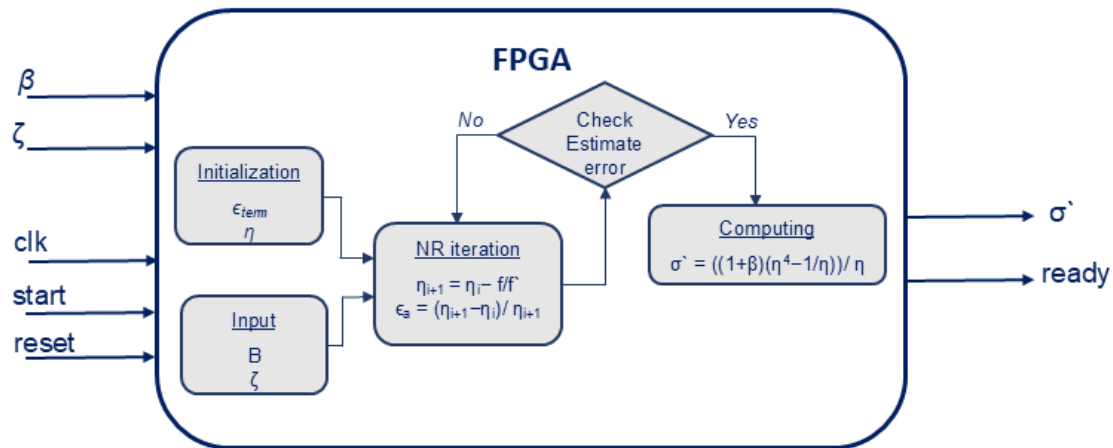 FPGA
β
ζ
clk
start
reset
Initialization
ϵterm
η
Input
B
ζ
NR iteration
ηi+1 = ηi– f/f`
ϵa = (ηi+1–ηi)/ ηi+1
No
Check
Estimate
error
Yes
Computing
σ` = ((1+β)(η⁴–1/η))/ η
σ`
ready